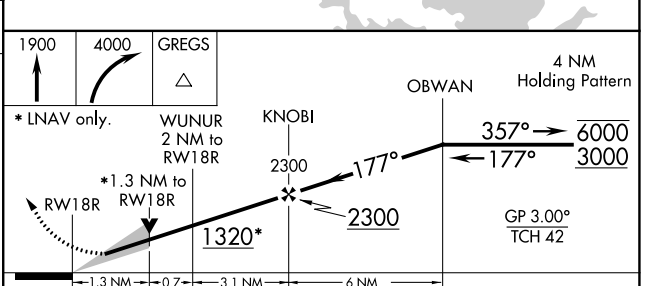 1900 4000 GREGS
* LNAV only.
WUNUR
2 NM to
RW18R
KNOBI
OBWAN
4 NM
Holding Pattern
357° 6000
177° 3000
2300
177°
*1.3 NM to
RW18R
RW18R
2300
1320*
GP 3.00°
TCH 42
1.3 NM 0.7 3.1 NM 6 NM